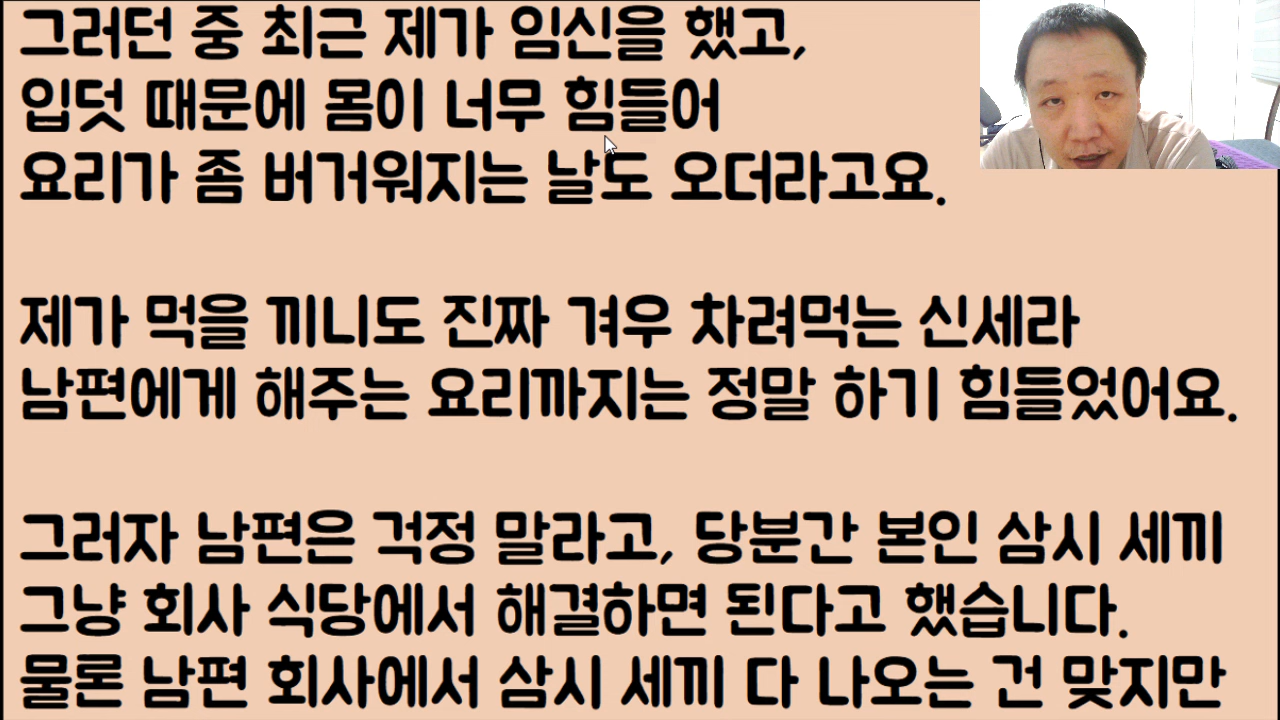 그러던 중 최근 제가 임신을 했고,
입덧 때문에 몸이 너무 힘들어
요리가 좀 버거워지는 날도 오더라고요.
제가 먹을 끼니도 진짜 겨우 차려먹는 신세라
남편에게 해주는 요리까지는 정말 하기 힘들었어요.
그러자 남편은 걱정 말라고, 당분간 본인 삼시 세끼
그냥 회사 식당에서 해결하면 된다고 했습니다.
물론 남편 회사에서 삼시 세끼 다 나오는 건 맞지만